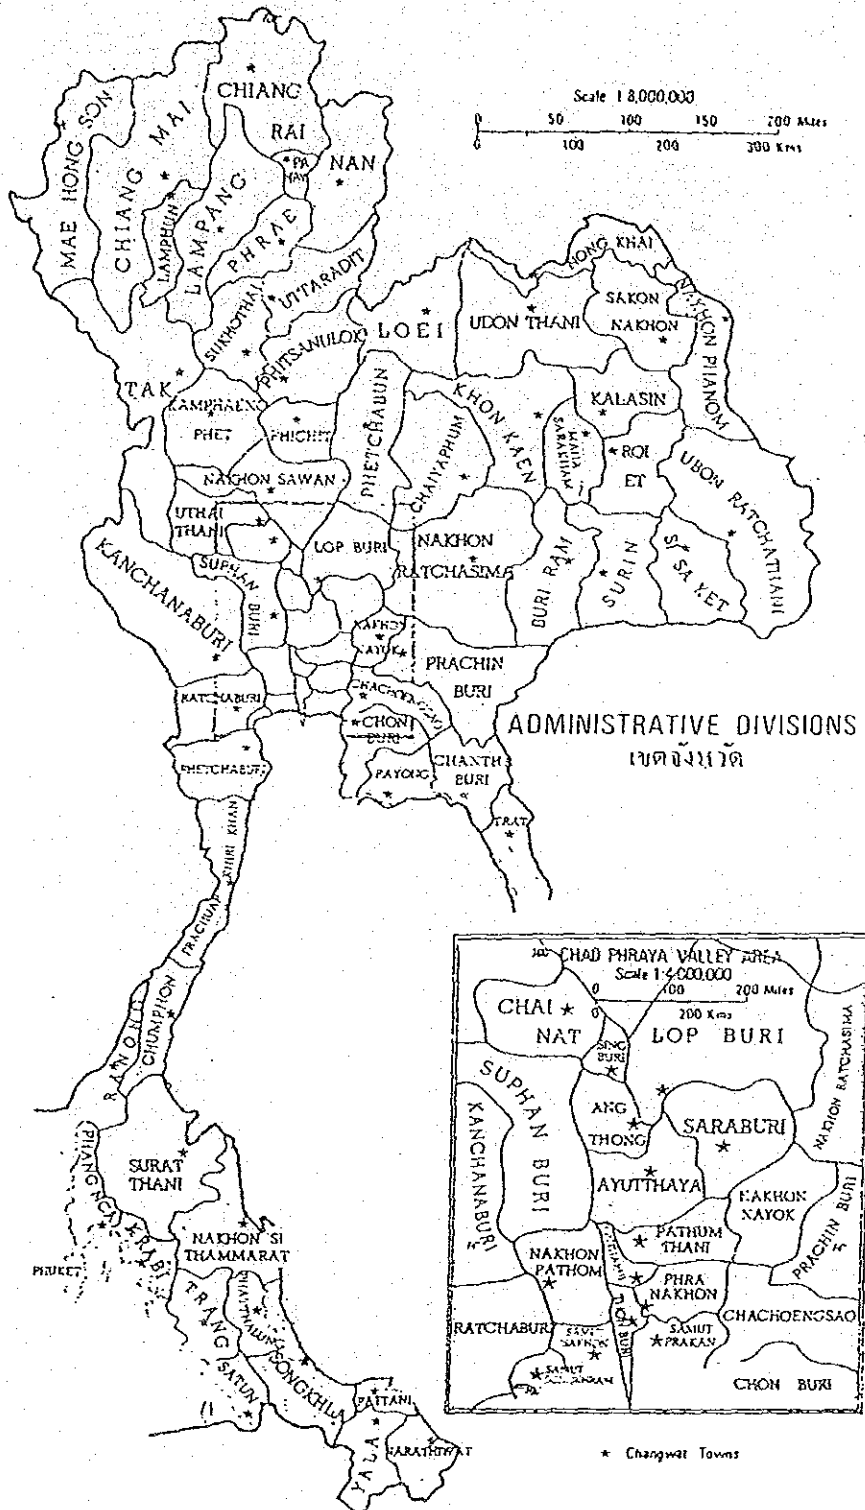 CHIANG
RAI
MAE HONG SON
CHIANG MAI
LAMPHUN
LAMPANG
PHRAE
PA
YAY
NAN
Scale 1:8,000,000
0 50 100 150 200 Miles
0 100 200 300 Kms
SUKHOTHAI
UTTARADIT
PHITSANULOK
LOEI
UDON THANI
NONG KHAI
SAKON
NAKHON
NAKHON PHANOM
TAK
KAMPHAENG
PHET
PHICHIT
PHETCHABUN
CHAIYAPHUM
KHON KAEN
MAHA
SARAKHAM
KALASIN
ROI
ET
UBON RATCHATHANI
NAKHON SAWAN
UTHAI
THANI
LOP BURI
NAKHON
RATCHASIMA
BURI RAM
SURIN
SI SA KET
KANCHANABURI
SUPHAN BURI
NAKHON
NAYOK
PRACHIN
BURI
RATCHABURI
CHACHOENGSAO
CHON
BURI
PHETCHABURI
CHANTHA
BURI
TRAT
ADMINISTRATIVE DIVISIONS
เขตจังหวัด
PRACHUAP KHIRI KHAN
CHUMPHON
RANONG
PHANGNGA
SURAT
THANI
NAKHON SI
THAMMARAT
PHUKET
KRABI
TRANG
PHATTHALUNG
SATUN
SONGKHLA
PATTANI
YALA
NARATHIWAT
CHAO PHRAYA VALLEY AREA
Scale 1:4,000,000
0 100 200 Miles
0 200 Kms
CHAI
NAT
SING
BURI
LOP BURI
NAKHON RATCHASIMA
SUPHAN BURI
KANCHANABURI
ANG
THONG
SARABURI
AYUTTHAYA
NAKHON
NAYOK
PRACHIN BURI
PATHUM
THANI
NAKHON
PATHOM
PHRA
NAKHON
RATCHABURI
CHACHOENGSAO
SAMUT
PRAKAN
CHON BURI
★ Changwat Towns